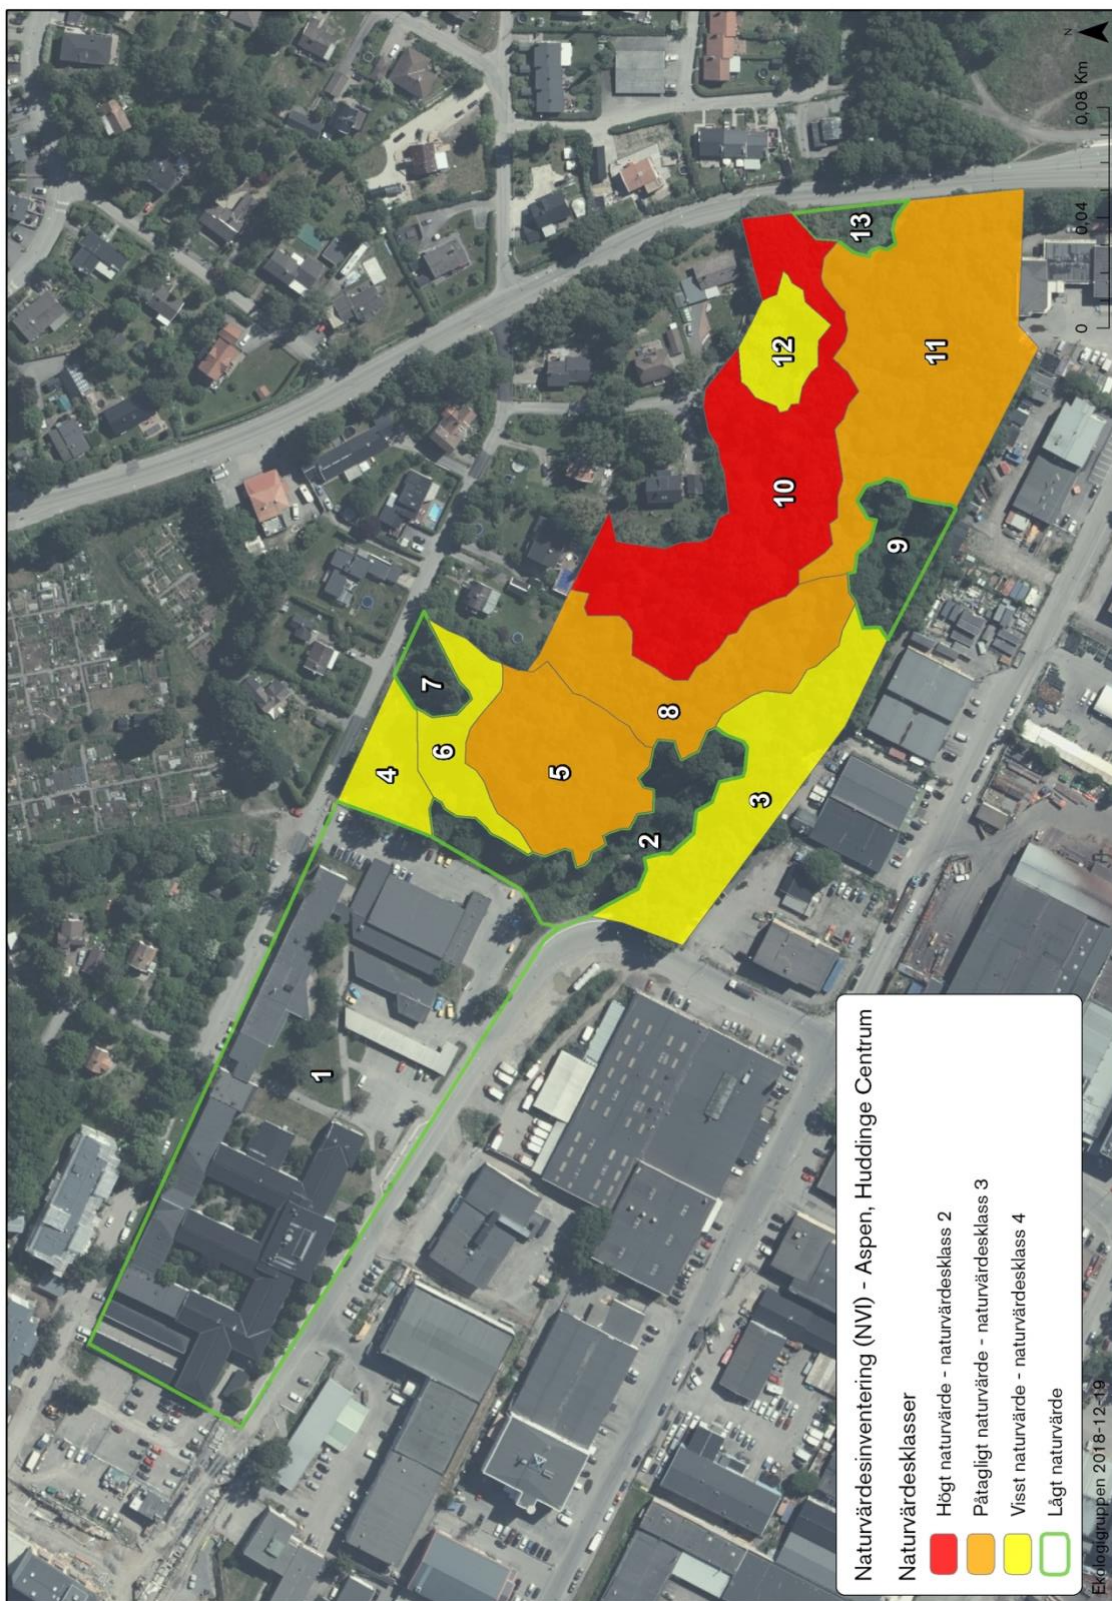 N
0 0,04 0,08 Km
1
2
3
4
5
6
7
8
9
10
11
12
13
Naturvärdesinventering (NVI) - Aspen, Huddinge Centrum
Naturvärdesklasser
Högt naturvärde - naturvärdesklass 2
Påtagligt naturvärde - naturvärdesklass 3
Visst naturvärde - naturvärdesklass 4
Lågt naturvärde
Ekologigruppen 2018-12-19